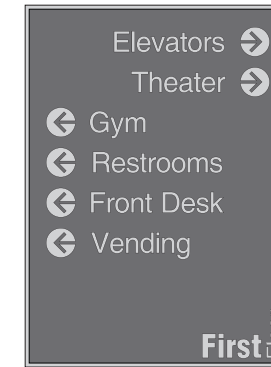 Elevators
Theater
Gym
Restrooms
Front Desk
Vending
First